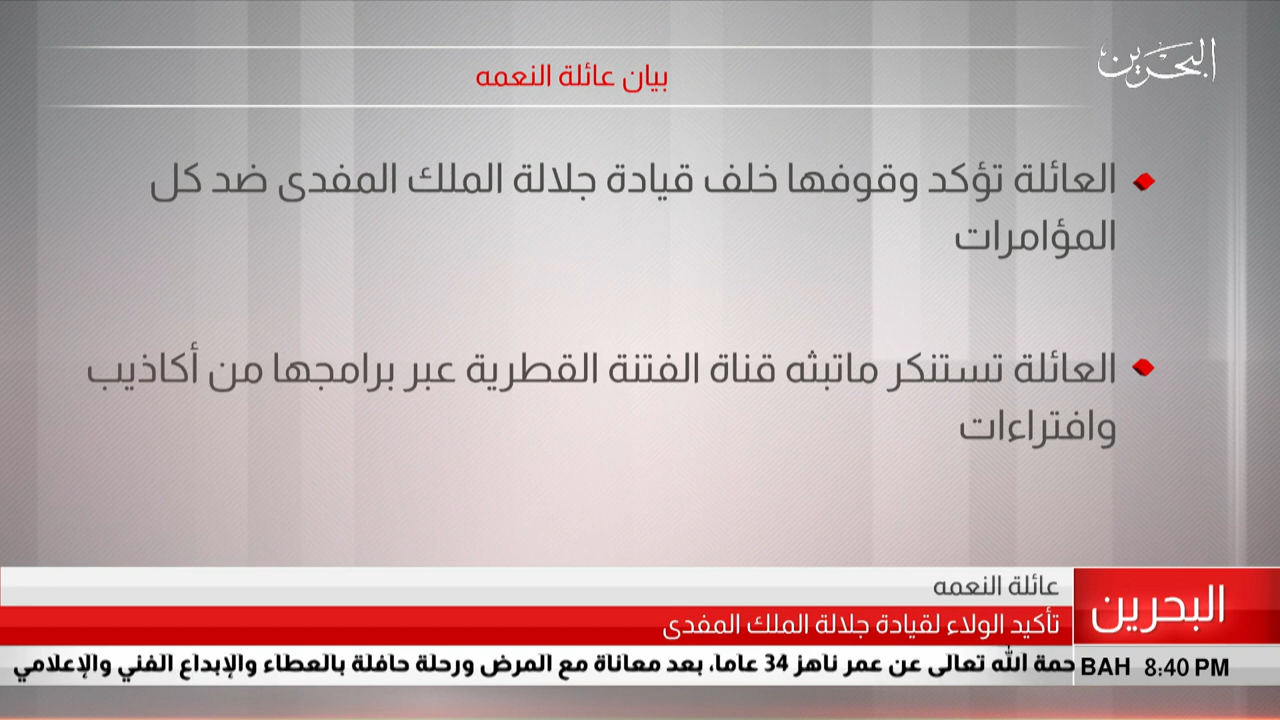 البحرين
بيان عائلة النعمه
العائلة تؤكد وقوفها خلف قيادة جلالة الملك المفدى ضد كل
المؤامرات
العائلة تستنكر ماتبثه قناة الفتنة القطرية عبر برامجها من أكاذيب
وافتراءات
عائلة النعمه
البحرين
تأكيد الولاء لقيادة جلالة الملك المفدى
BAH 8:40 PM
حمة الله تعالى عن عمر ناهز 34 عاما، بعد معاناة مع المرض ورحلة حافلة بالعطاء والإبداع الفني والإعلامي